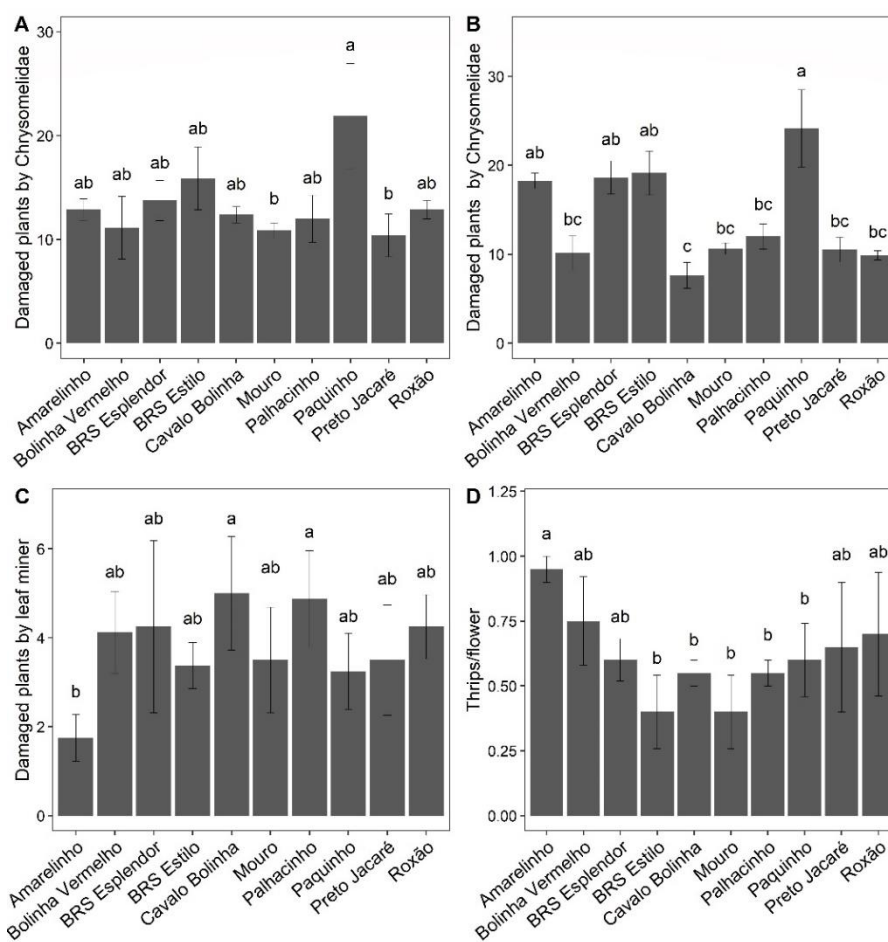 A
Damaged plants by Chrysomelidae
30
20
10
0
ab
ab
ab
ab
ab
b
ab
a
b
ab
Amarelinho
Bolinha Vermelho
BRS Esplendor
BRS Estilo
Cavalo Bolinha
Mouro
Palhacinho
Paquinho
Preto Jacaré
Roxão
B
Damaged plants by Chrysomelidae
30
20
10
0
ab
bc
ab
ab
c
bc
bc
a
bc
bc
Amarelinho
Bolinha Vermelho
BRS Esplendor
BRS Estilo
Cavalo Bolinha
Mouro
Palhacinho
Paquinho
Preto Jacaré
Roxão
C
Damaged plants by leaf miner
6
4
2
0
b
ab
ab
ab
a
ab
a
ab
ab
ab
Amarelinho
Bolinha Vermelho
BRS Esplendor
BRS Estilo
Cavalo Bolinha
Mouro
Palhacinho
Paquinho
Preto Jacaré
Roxão
D
Thrips/flower
1.25
1.00
0.75
0.50
0.25
0.00
a
ab
ab
b
b
b
b
b
ab
ab
Amarelinho
Bolinha Vermelho
BRS Esplendor
BRS Estilo
Cavalo Bolinha
Mouro
Palhacinho
Paquinho
Preto Jacaré
Roxão